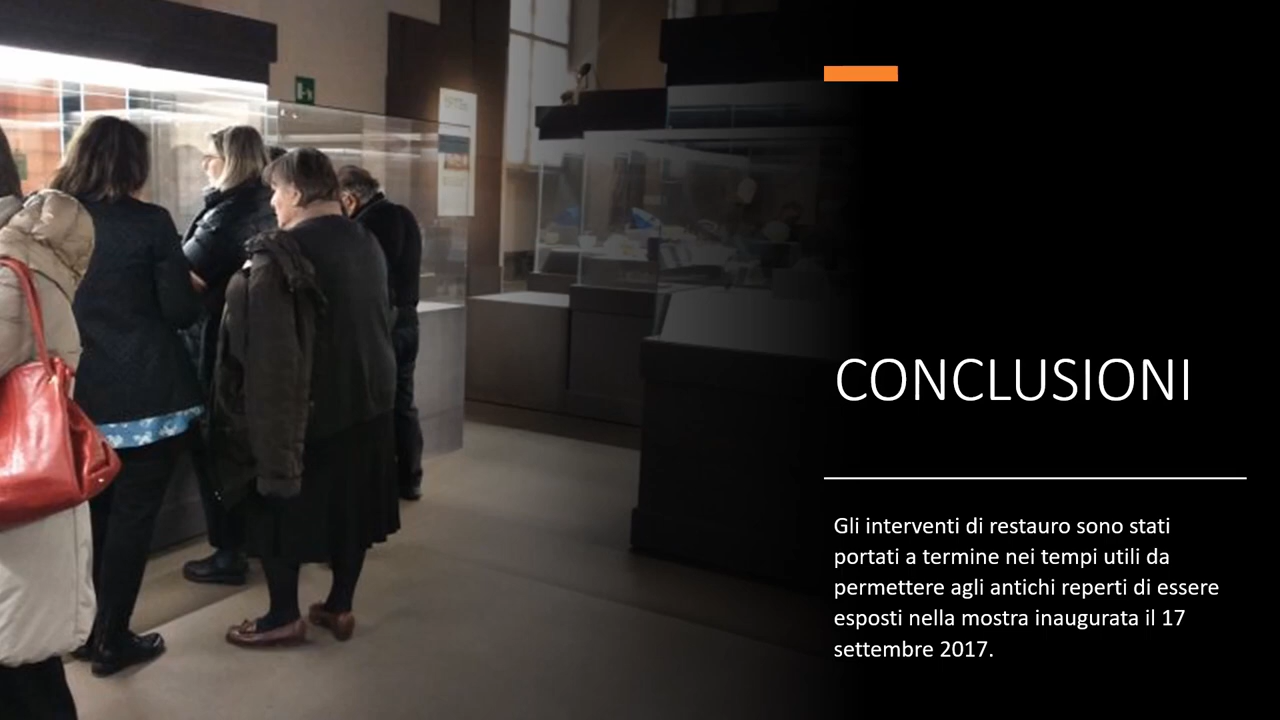 CONCLUSIONI
Gli interventi di restauro sono stati
portati a termine nei tempi utili da
permettere agli antichi reperti di essere
esposti nella mostra inaugurata il 17
settembre 2017.